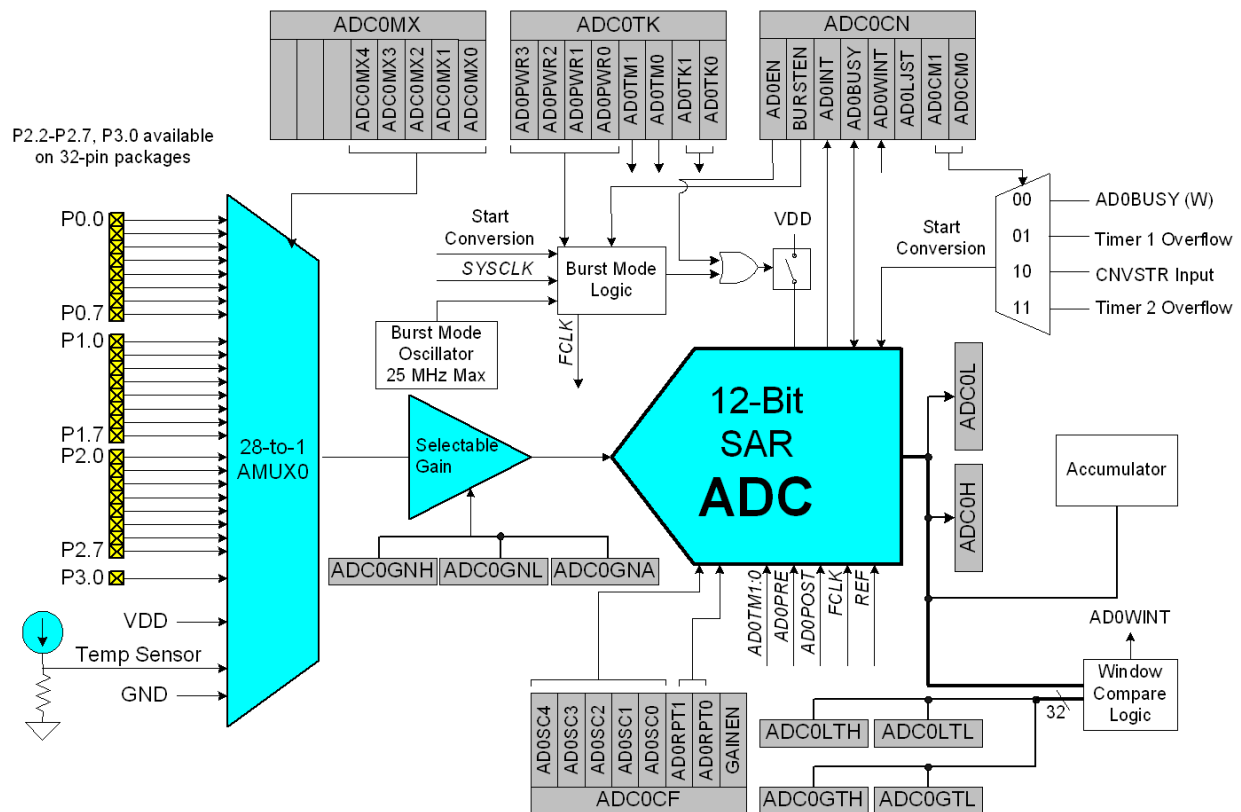 ADC0MX
ADC0MX4
ADC0MX3
ADC0MX2
ADC0MX1
ADC0MX0
ADC0TK
AD0PWR3
AD0PWR2
AD0PWR1
AD0PWR0
AD0TM1
AD0TM0
AD0TK1
AD0TK0
ADC0CN
AD0EN
BURSTEN
AD0INT
AD0BUSY
AD0WINT
AD0LJST
AD0CM1
AD0CM0
P2.2-P2.7, P3.0 available
on 32-pin packages
P0.0
P0.7
P1.0
P1.7
P2.0
P2.7
P3.0
VDD
Temp Sensor
GND
28-to-1
AMUX0
Start
Conversion
SYSCLK
Burst Mode
Logic
Burst Mode
Oscillator
25 MHz Max
FCLK
VDD
Start
Conversion
00
01
10
11
AD0BUSY (W)
Timer 1 Overflow
CNVSTR Input
Timer 2 Overflow
Selectable
Gain
12-Bit
SAR
ADC
ADC0L
ADC0H
Accumulator
ADC0GNH
ADC0GNL
ADC0GNA
AD0TM1:0
AD0PRE
AD0POST
FCLK
REF
AD0WINT
Window
Compare
Logic
32
AD0SC4
AD0SC3
AD0SC2
AD0SC1
AD0SC0
AD0RPT1
AD0RPT0
GAINEN
ADC0CF
ADC0LTH
ADC0LTL
ADC0GTH
ADC0GTL